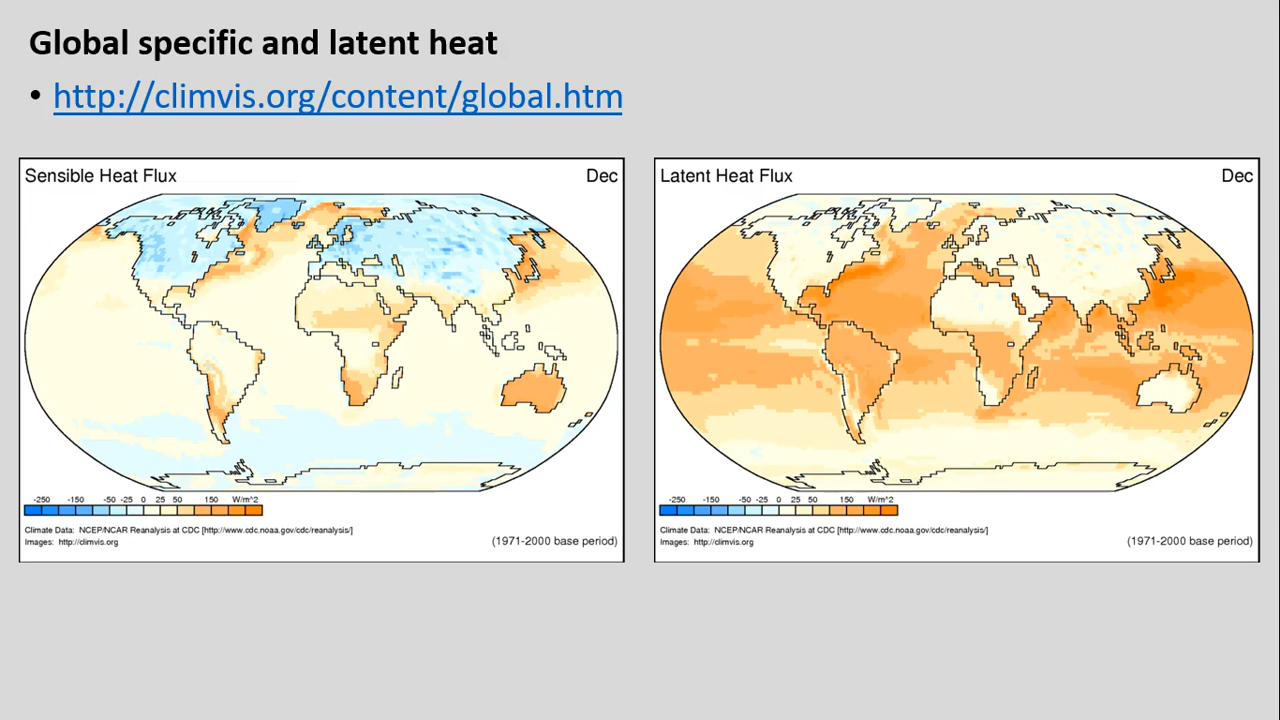 Global specific and latent heat
• http://climvis.org/content/global.htm
Sensible Heat Flux
Dec
-250 -150 -50 -25 0 25 50 150 W/m^2
Climate Data: NCEP/NCAR Reanalysis at CDC [http://www.cdc.noaa.gov/cdc/reanalysis/]
Images: http://climvis.org
(1971-2000 base period)
Latent Heat Flux
Dec
-250 -150 -50 -25 0 25 50 150 W/m^2
Climate Data: NCEP/NCAR Reanalysis at CDC [http://www.cdc.noaa.gov/cdc/reanalysis/]
Images: http://climvis.org
(1971-2000 base period)